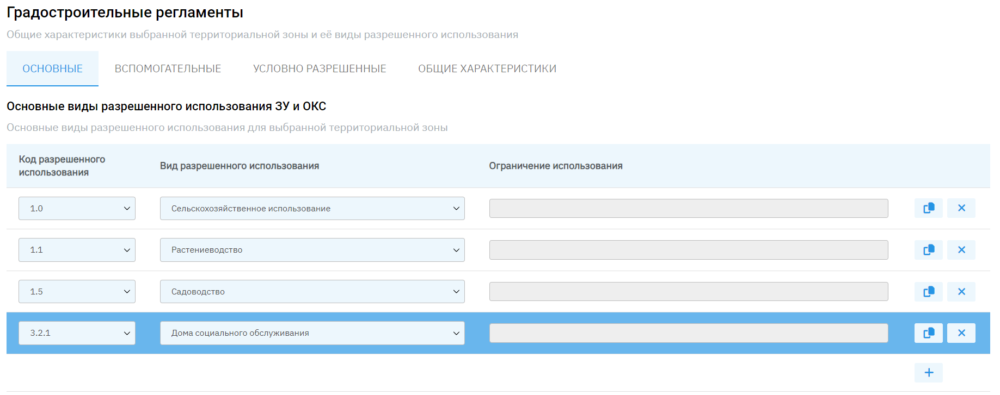 Градостроительные регламенты
Общие характеристики выбранной территориальной зоны и её виды разрешенного использования
ОСНОВНЫЕ ВСПОМОГАТЕЛЬНЫЕ УСЛОВНО РАЗРЕШЕННЫЕ ОБЩИЕ ХАРАКТЕРИСТИКИ
Основные виды разрешенного использования ЗУ и ОКС
Основные виды разрешенного использования для выбранной территориальной зоны
Код разрешенного
использования
Вид разрешенного использования
Ограничение использования
1.0 Сельскохозяйственное использование
1.1 Растениеводство
1.5 Садоводство
3.2.1 Дома социального обслуживания